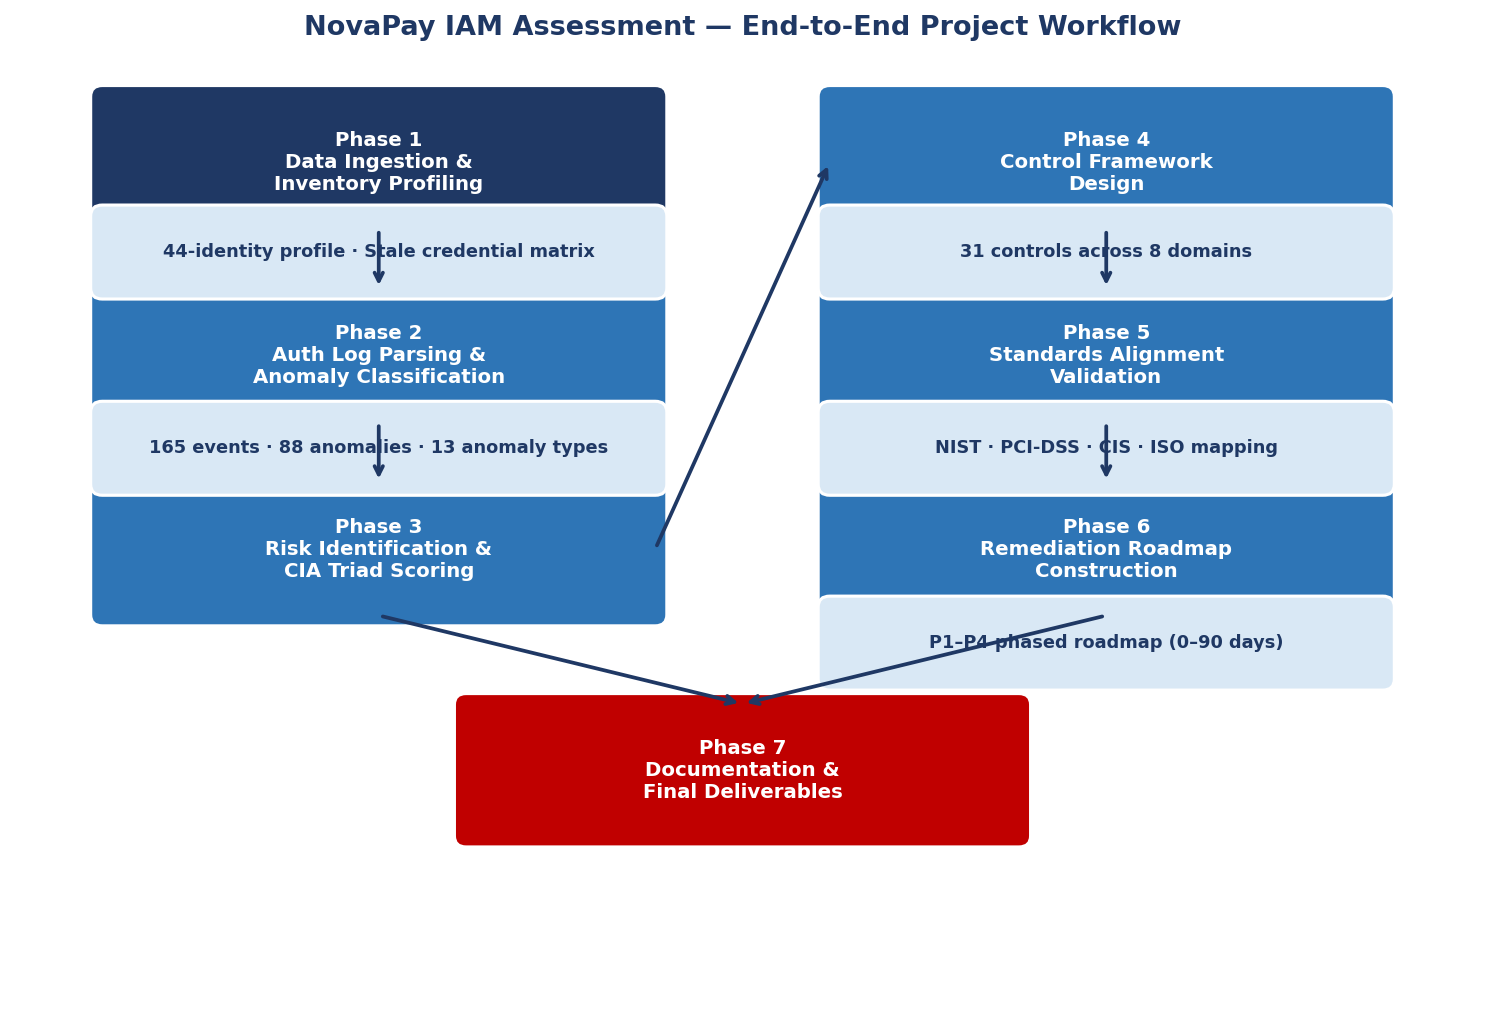 NovaPay IAM Assessment — End-to-End Project Workflow
Phase 1
Data Ingestion &
Inventory Profiling
44-identity profile · Stale credential matrix
Phase 2
Auth Log Parsing &
Anomaly Classification
165 events · 88 anomalies · 13 anomaly types
Phase 3
Risk Identification &
CIA Triad Scoring
Phase 4
Control Framework
Design
31 controls across 8 domains
Phase 5
Standards Alignment
Validation
NIST · PCI-DSS · CIS · ISO mapping
Phase 6
Remediation Roadmap
Construction
P1–P4 phased roadmap (0–90 days)
Phase 7
Documentation &
Final Deliverables